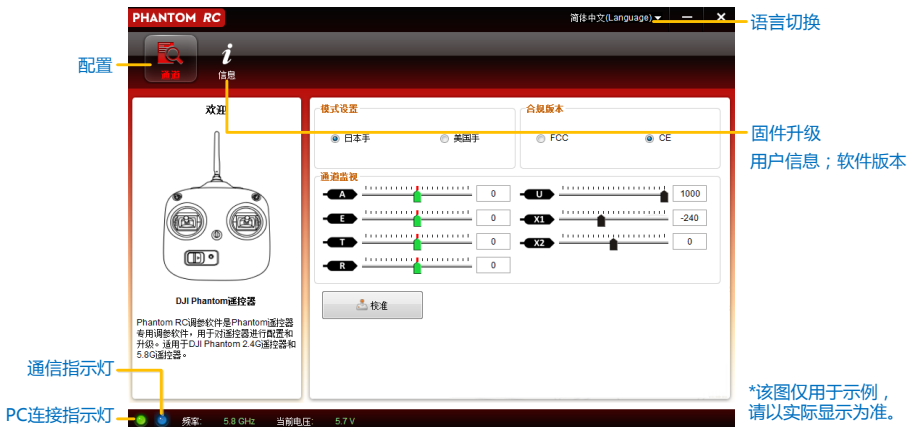 PHANTOM RC
简体中文(Language)
语言切换
配置
通道
信息
欢迎
模式设置
合规版本
日本手
美国手
FCC
CE
固件升级
用户信息；软件版本
通道监视
A 0
U 1000
E 0
X1 -240
T 0
X2 0
R 0
校准
DJI Phantom遥控器
Phantom RC调参软件是Phantom遥控器
专用调参软件，用于对遥控器进行配置和
升级。适用于DJI Phantom 2.4G遥控器和
5.8G遥控器。
通信指示灯
PC连接指示灯
频率: 5.8 GHz 当前电压: 5.7 V
*该图仅用于示例，
请以实际显示为准。